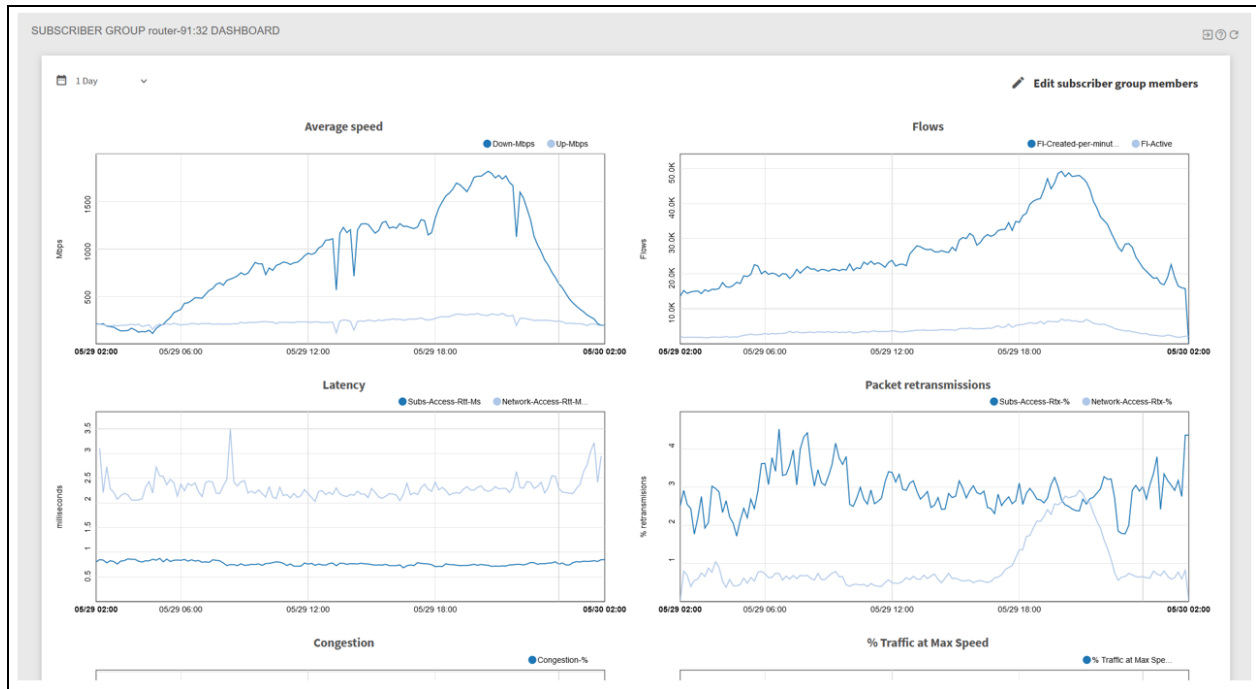 SUBSCRIBER GROUP router-91:32 DASHBOARD
1 Day
Edit subscriber group members
Average speed
Down-Mbps Up-Mbps
Mbps
1500
1000
500
05/29 02:00 05/29 06:00 05/29 12:00 05/29 18:00 05/30 02:00
Flows
Fl-Created-per-minut... Fl-Active
Flows
50.0K
40.0K
30.0K
20.0K
10.0K
05/29 02:00 05/29 06:00 05/29 12:00 05/29 18:00 05/30 02:00
Latency
Subs-Access-Rtt-Ms Network-Access-Rtt-M...
milliseconds
3.5
3
2.5
2
1.5
1
0.5
05/29 02:00 05/29 06:00 05/29 12:00 05/29 18:00 05/30 02:00
Packet retransmissions
Subs-Access-Rtx-% Network-Access-Rtx-%
% retransmisions
4
3
2
1
05/29 02:00 05/29 06:00 05/29 12:00 05/29 18:00 05/30 02:00
Congestion
Congestion-%
% Traffic at Max Speed
% Traffic at Max Spe...